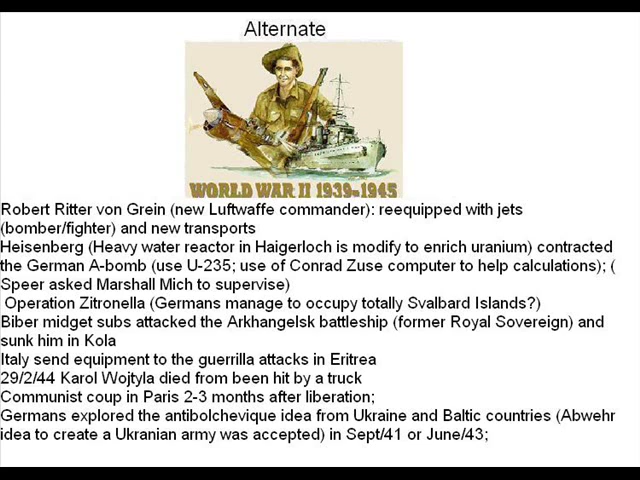 Alternate
WORLD WAR II 1939-1945
Robert Ritter von Grein (new Luftwaffe commander): reequipped with jets
(bomber/fighter) and new transports
Heisenberg (Heavy water reactor in Haigerloch is modify to enrich uranium) contracted
the German A-bomb (use U-235; use of Conrad Zuse computer to help calculations); (
Speer asked Marshall Mich to supervise)
Operation Zitronella (Germans manage to occupy totally Svalbard Islands?)
Biber midget subs attacked the Arkhangelsk battleship (former Royal Sovereign) and
sunk him in Kola
Italy send equipment to the guerrilla attacks in Eritrea
29/2/44 Karol Wojtyla died from been hit by a truck
Communist coup in Paris 2-3 months after liberation;
Germans explored the antibolchevique idea from Ukraine and Baltic countries (Abwehr
idea to create a Ukranian army was accepted) in Sept/41 or June/43;